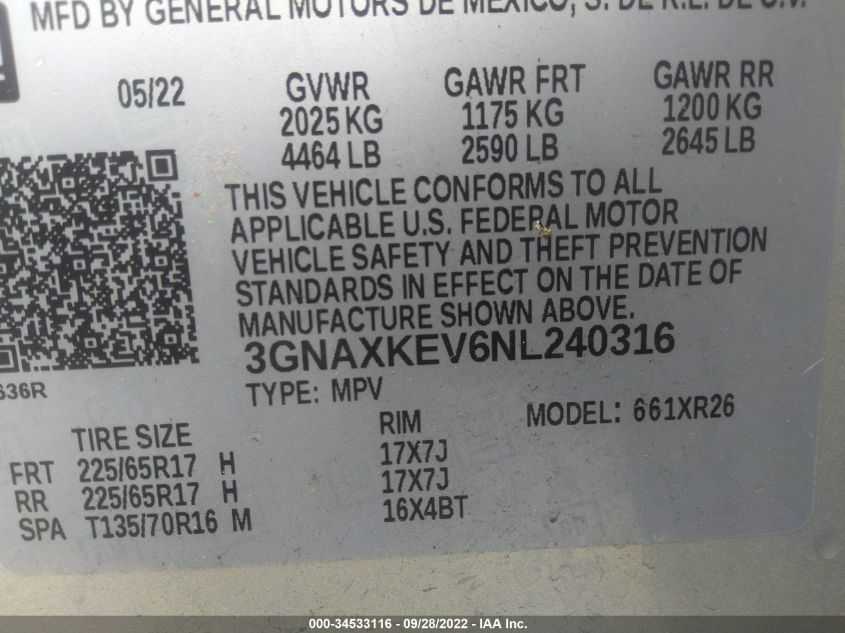 MFD BY GENERAL MOTORS DE MEXICO, S. DE R.L. DE C.V.
05/22 GVWR GAWR FRT GAWR RR
2025 KG 1175 KG 1200 KG
4464 LB 2590 LB 2645 LB
THIS VEHICLE CONFORMS TO ALL
APPLICABLE U.S. FEDERAL MOTOR
VEHICLE SAFETY AND THEFT PREVENTION
STANDARDS IN EFFECT ON THE DATE OF
MANUFACTURE SHOWN ABOVE.
3GNAXKEV6NL240316
636R TYPE: MPV MODEL: 661XR26
TIRE SIZE RIM
FRT 225/65R17 H 17X7J
RR 225/65R17 H 17X7J
SPA T135/70R16 M 16X4BT
000-34533116 - 09/28/2022 - IAA Inc.